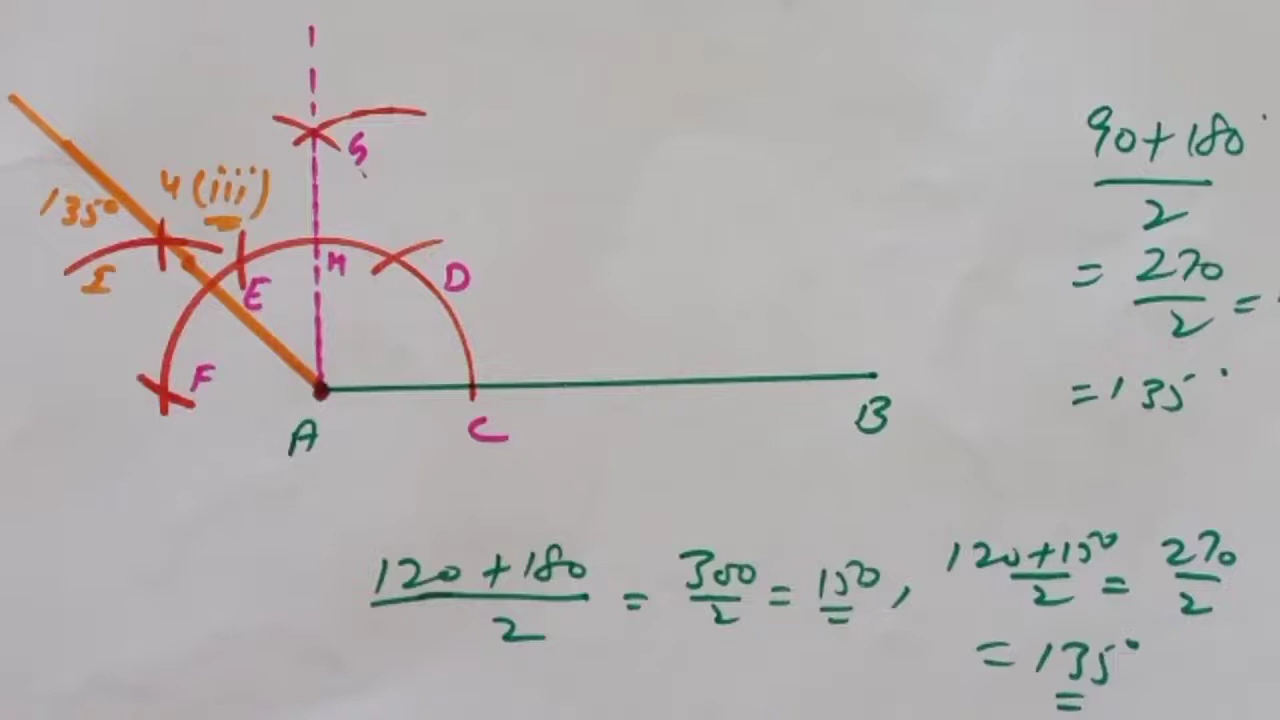 90+180°
2
= 270
2 =
= 135°
G
4 (iii)
135°
I
H
E
D
F
A
C
B
120 + 180
2
= 300
2
= 150 ,
120+150
2
= 270
2
= 135°